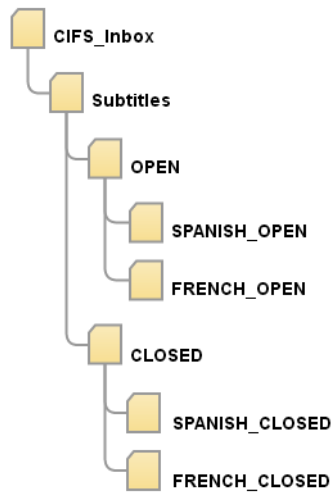 CIFS_Inbox
Subtitles
OPEN
SPANISH_OPEN
FRENCH_OPEN
CLOSED
SPANISH_CLOSED
FRENCH_CLOSED